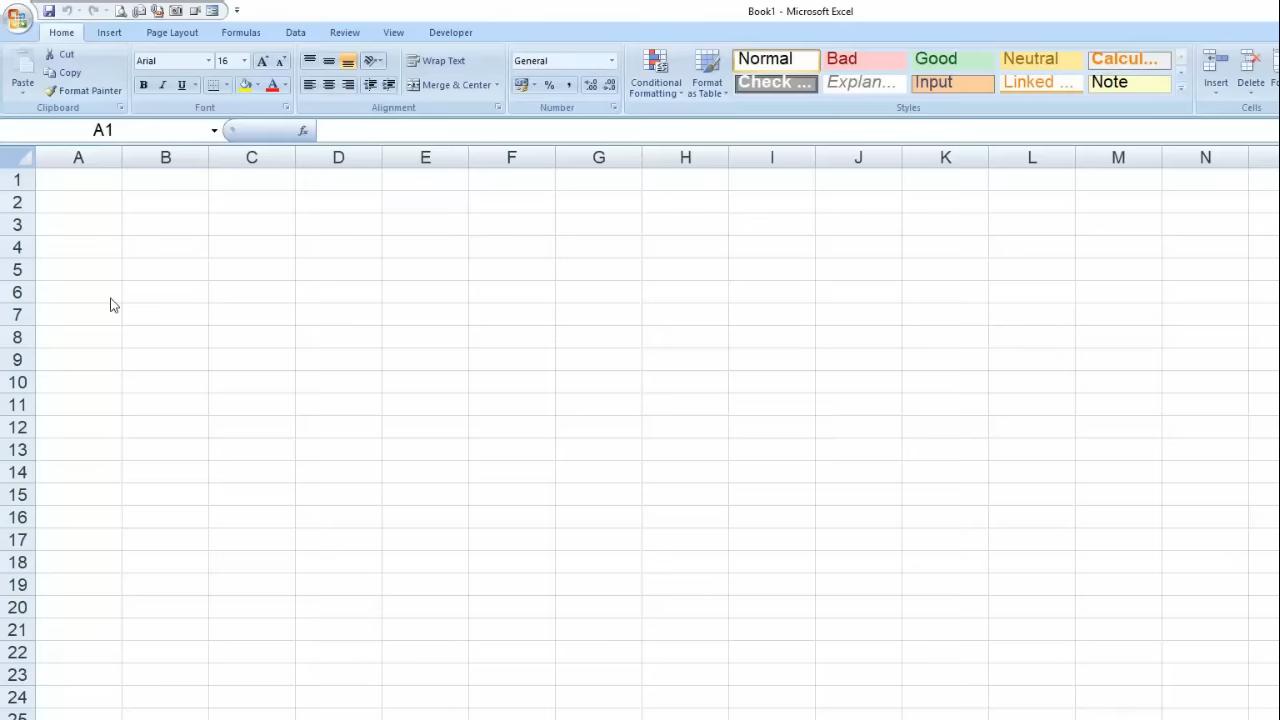 Book1 - Microsoft Excel
Home Insert Page Layout Formulas Data Review View Developer
Paste Cut Copy Format Painter Clipboard
Arial 16 A A B I U A Font
Wrap Text Merge & Center Alignment
General % , Number
Conditional Formatting Format as Table
Normal Bad Good Neutral Calcul...
Check ... Explan... Input Linked ... Note
Styles
Insert Delete Cells
A1 fx
A B C D E F G H I J K L M N
1
2
3
4
5
6
7
8
9
10
11
12
13
14
15
16
17
18
19
20
21
22
23
24
25